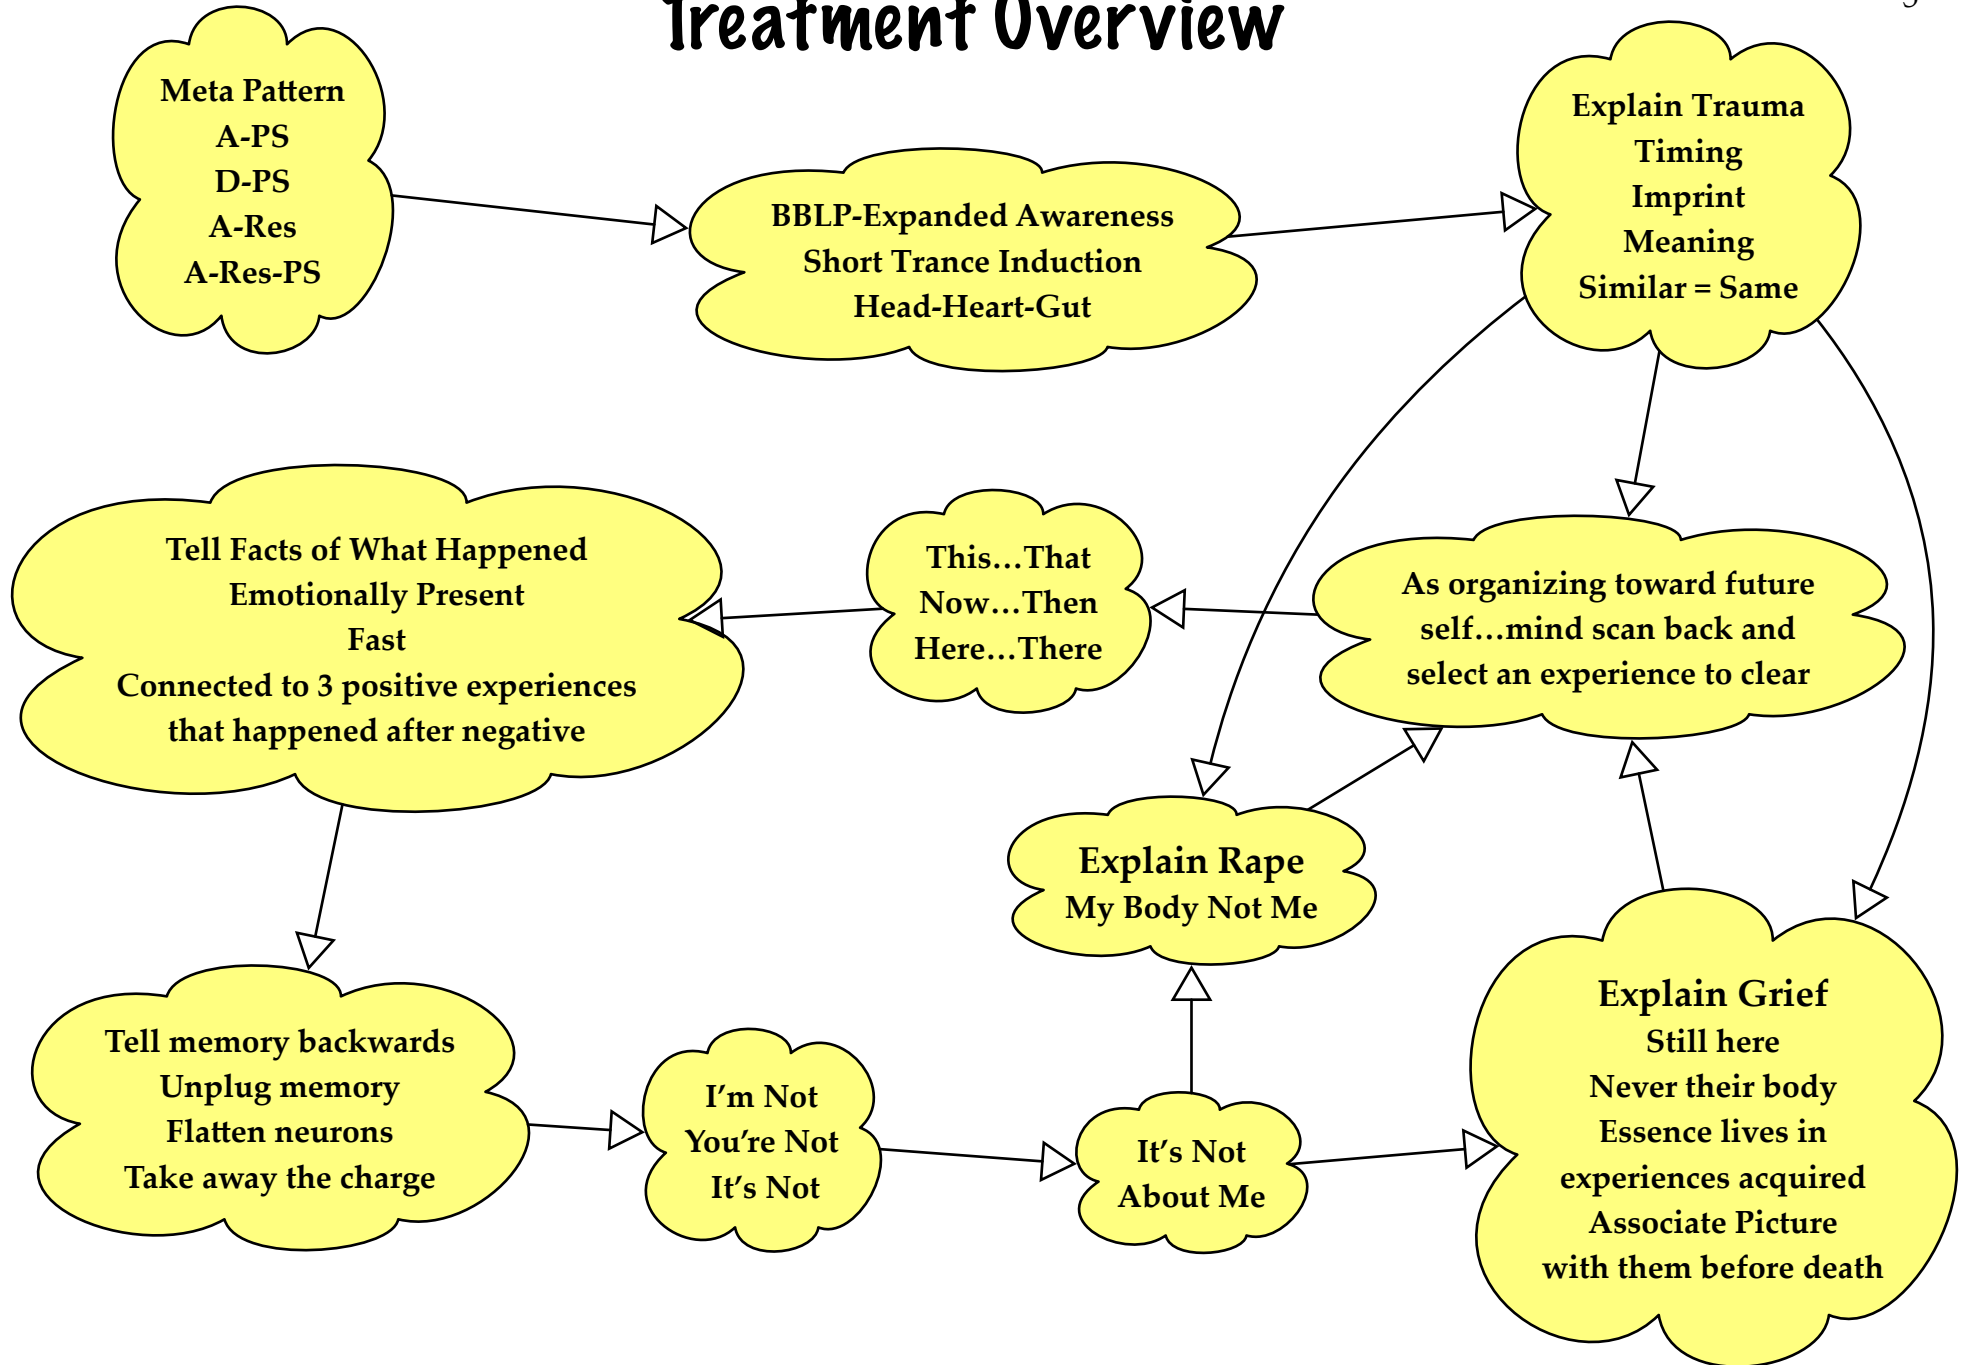 Treatment Overview
Meta Pattern
A-PS
D-PS
A-Res
A-Res-PS
BBLP-Expanded Awareness
Short Trance Induction
Head-Heart-Gut
Explain Trauma
Timing
Imprint
Meaning
Similar = Same
Tell Facts of What Happened
Emotionally Present
Fast
Connected to 3 positive experiences
that happened after negative
This…That
Now…Then
Here…There
As organizing toward future
self…mind scan back and
select an experience to clear
Explain Rape
My Body Not Me
Tell memory backwards
Unplug memory
Flatten neurons
Take away the charge
I’m Not
You’re Not
It’s Not
It’s Not
About Me
Explain Grief
Still here
Never their body
Essence lives in
experiences acquired
Associate Picture
with them before death